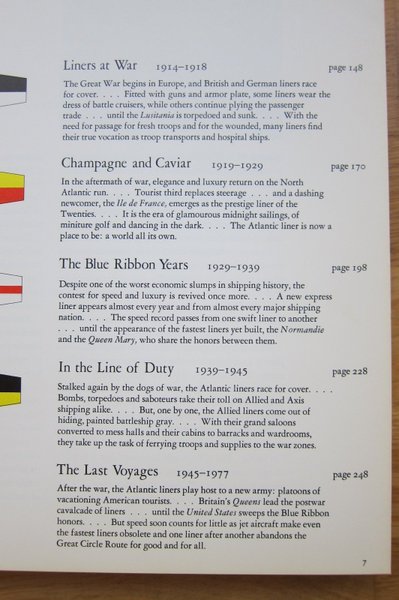 Liners at War 1914–1918 page 148
The Great War begins in Europe, and British and German liners race
for cover. . . . Fitted with guns and armor plate, some liners wear the
dress of battle cruisers, while others continue plying the passenger
trade . . . until the Lusitania is torpedoed and sunk. . . . With the
need for passage for fresh troops and for the wounded, many liners find
their true vocation as troop transports and hospital ships.
Champagne and Caviar 1919–1929 page 170
In the aftermath of war, elegance and luxury return on the North
Atlantic run. . . . Tourist third replaces steerage . . . and a dashing
newcomer, the Ile de France, emerges as the prestige liner of the
Twenties. . . . It is the era of glamourous midnight sailings, of
miniture golf and dancing in the dark. . . . The Atlantic liner is now a
place to be: a world all its own.
The Blue Ribbon Years 1929–1939 page 198
Despite one of the worst economic slumps in shipping history, the
contest for speed and luxury is revived once more. . . . A new express
liner appears almost every year and from almost every major shipping
nation. . . . The speed record passes from one swift liner to another
. . . until the appearance of the fastest liners yet built, the Normandie
and the Queen Mary, who share the honors between them.
In the Line of Duty 1939–1945 page 228
Stalked again by the dogs of war, the Atlantic liners race for cover. . . .
Bombs, torpedoes and saboteurs take their toll on Allied and Axis
shipping alike. . . . But, one by one, the Allied liners come out of
hiding, painted battleship gray. . . . With their grand saloons
converted to mess halls and their cabins to barracks and wardrooms,
they take up the task of ferrying troops and supplies to the war zones.
The Last Voyages 1945–1977 page 248
After the war, the Atlantic liners play host to a new army: platoons of
vacationing American tourists. . . . Britain's Queens lead the postwar
cavalcade of liners . . . until the United States sweeps the Blue Ribbon
honors. . . . But speed soon counts for little as jet aircraft make even
the fastest liners obsolete and one liner after another abandons the
Great Circle Route for good and for all.
7